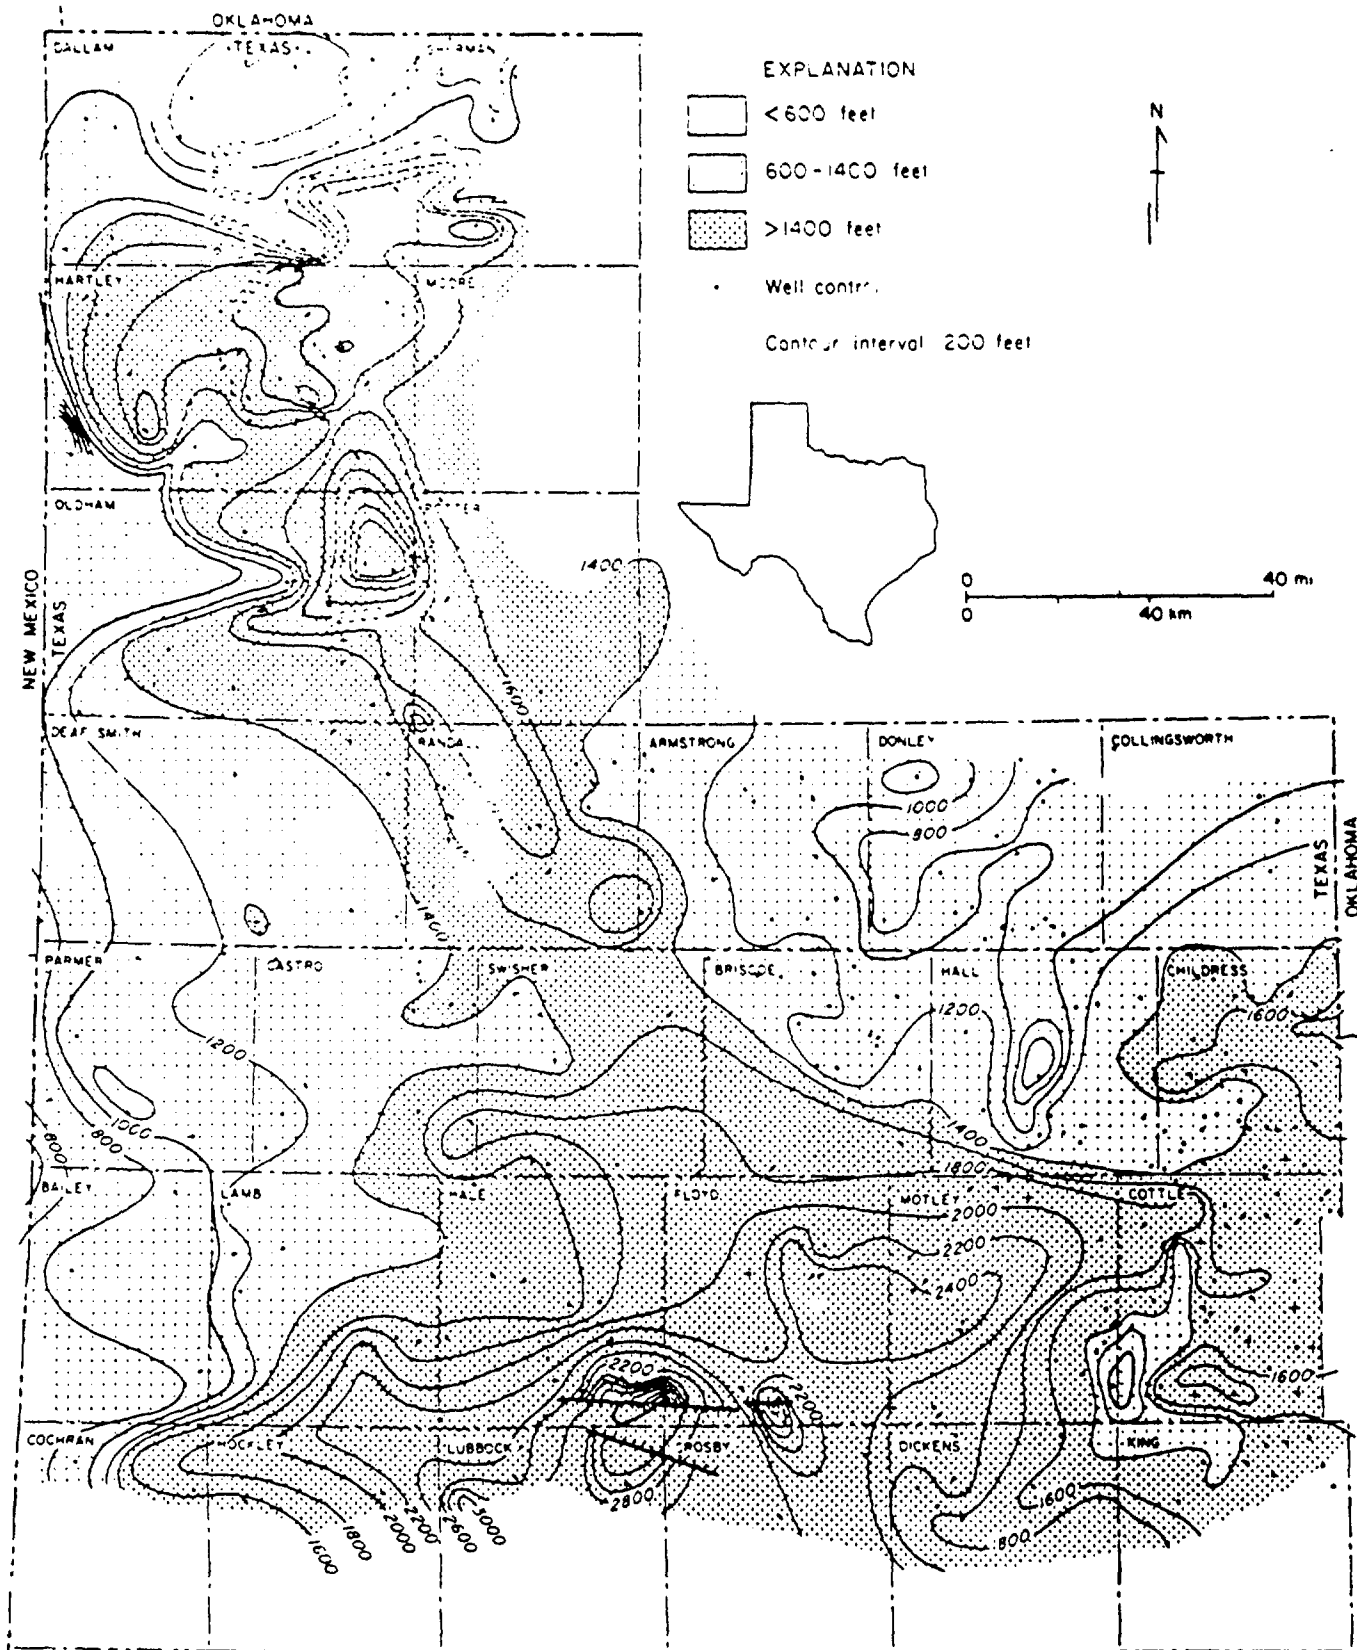 OKLAHOMA
TEXAS
DALLAM
SHERMAN
EXPLANATION
<600 feet
600-1400 feet
>1400 feet
Well
Contour interval 200 feet
N
HARTLEY
MOORE
OLDHAM
POTTER
1400
0 40 mi
0 40 km
NEW MEXICO
TEXAS
1600
DEAF SMITH
ARMSTRONG
DONLEY
COLLINGSWORTH
1000
800
TEXAS
OKLAHOMA
1400
PARMER
CASTRO
SWISHER
BRISCOE
HALL
CHILDRESS
1200
1600
1200
1000
800
800
1400
1800
BAILEY
LAMB
HALE
FLOYD
MOTLEY
COTTLE
2000
2200
2400
2200
2200
1600
COCHRAN
HOCKLEY
LUBBOCK
CROSBY
DICKENS
KING
2800
1600
800
1600
1800
2000
2200
2600
3000